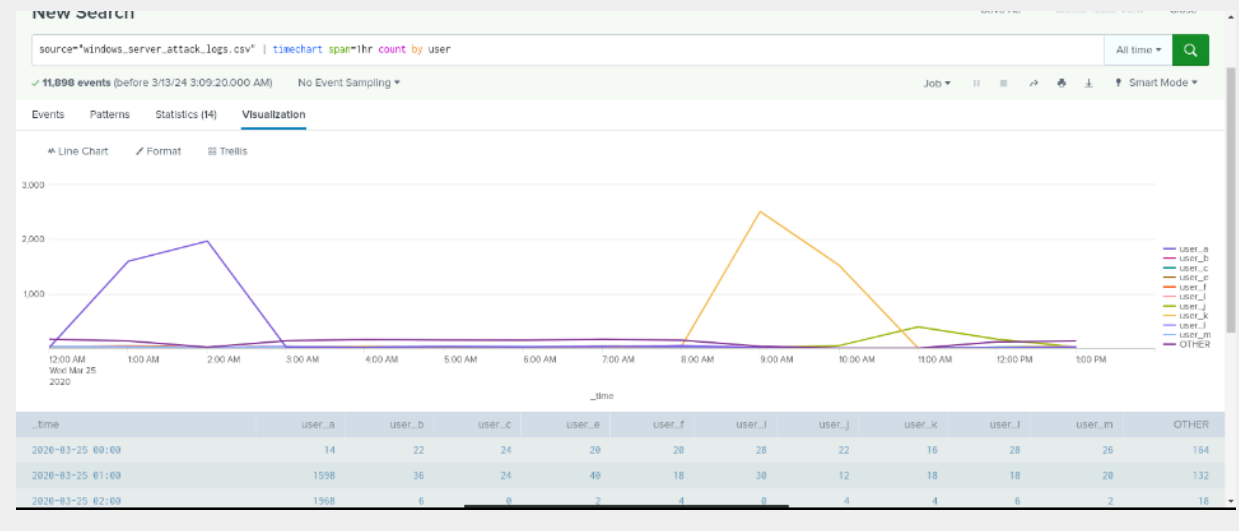 New Search
source="windows_server_attack_logs.csv" | timechart span=1hr count by user
All time
11,898 events (before 3/13/24 3:09:20.000 AM)
No Event Sampling
Job
Smart Mode
Events
Patterns
Statistics (14)
Visualization
Line Chart
Format
Trellis
3,000
2,000
1,000
user_a
user_b
user_c
user_e
user_f
user_i
user_j
user_k
user_l
user_m
OTHER
12:00 AM 1:00 AM 2:00 AM 3:00 AM 4:00 AM 5:00 AM 6:00 AM 7:00 AM 8:00 AM 9:00 AM 10:00 AM 11:00 AM 12:00 PM 1:00 PM
Wed Mar 25
2020
_time
_time user_a user_b user_c user_e user_f user_i user_j user_k user_l user_m OTHER
2020-03-25 00:00 14 22 24 20 20 28 22 16 28 26 164
2020-03-25 01:00 1598 36 24 40 18 30 12 18 18 20 132
2020-03-25 02:00 1968 6 0 2 4 0 4 4 6 2 18